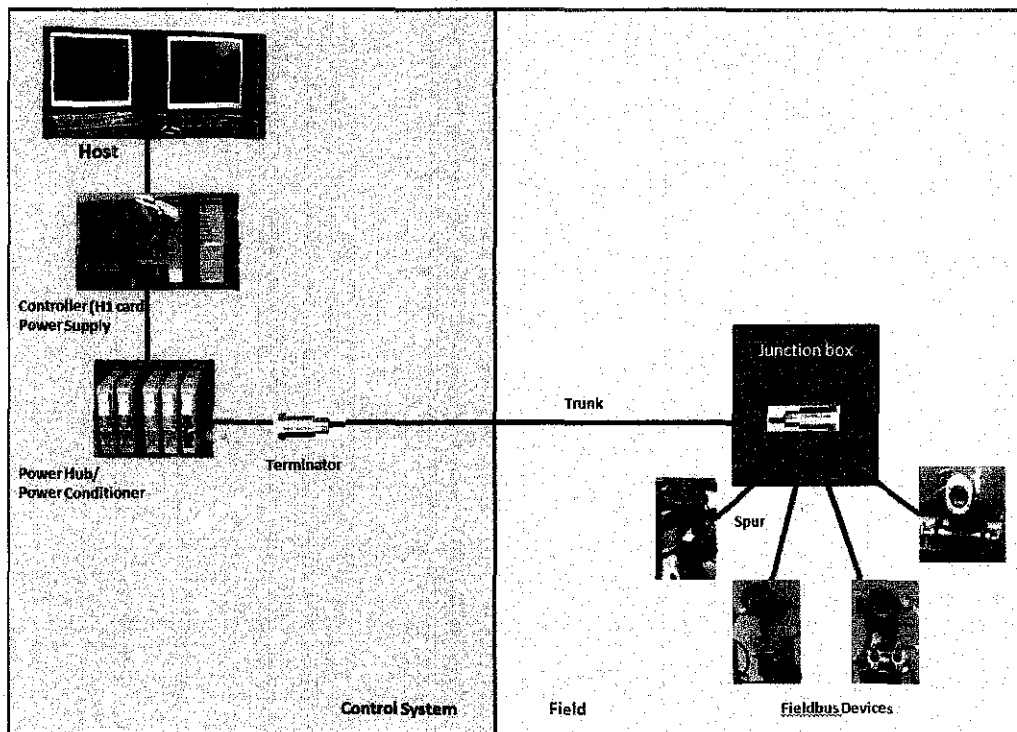 Host
Controller (H1 card)
Power Supply
Power Hub/
Power Conditioner
Terminator
Trunk
Junction box
Spur
Control System
Field
Fieldbus Devices